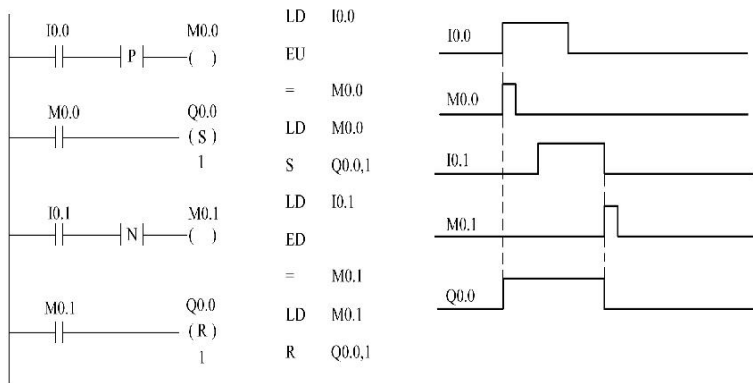 I0.0 M0.0
P ( )
M0.0 Q0.0
( S )
1
I0.1 M0.1
N ( )
M0.1 Q0.0
( R )
1
LD I0.0
EU
= M0.0
LD M0.0
S Q0.0,1
LD I0.1
ED
= M0.1
LD M0.1
R Q0.0,1
I0.0
M0.0
I0.1
M0.1
Q0.0